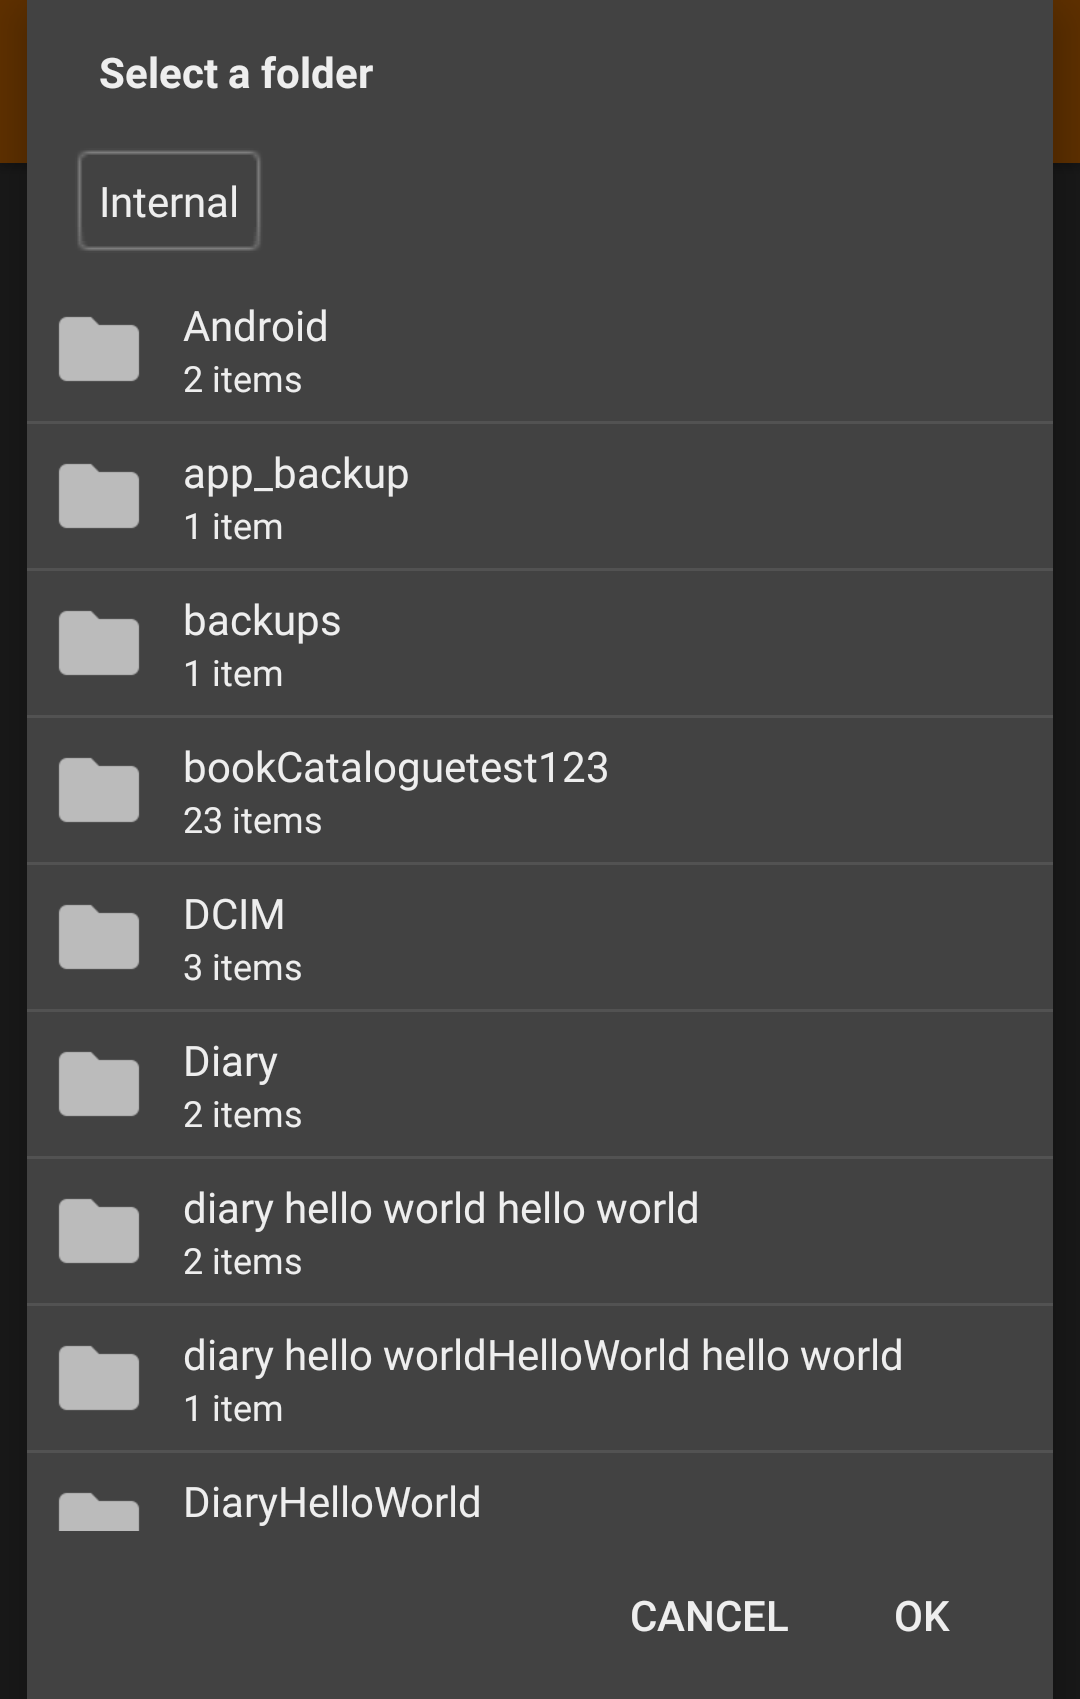 Select a folder
Internal
Android
2 items
app_backup
1 item
backups
1 item
bookCataloguetest123
23 items
DCIM
3 items
Diary
2 items
diary hello world hello world
2 items
diary hello worldHelloWorld hello world
1 item
DiaryHelloWorld
CANCEL OK